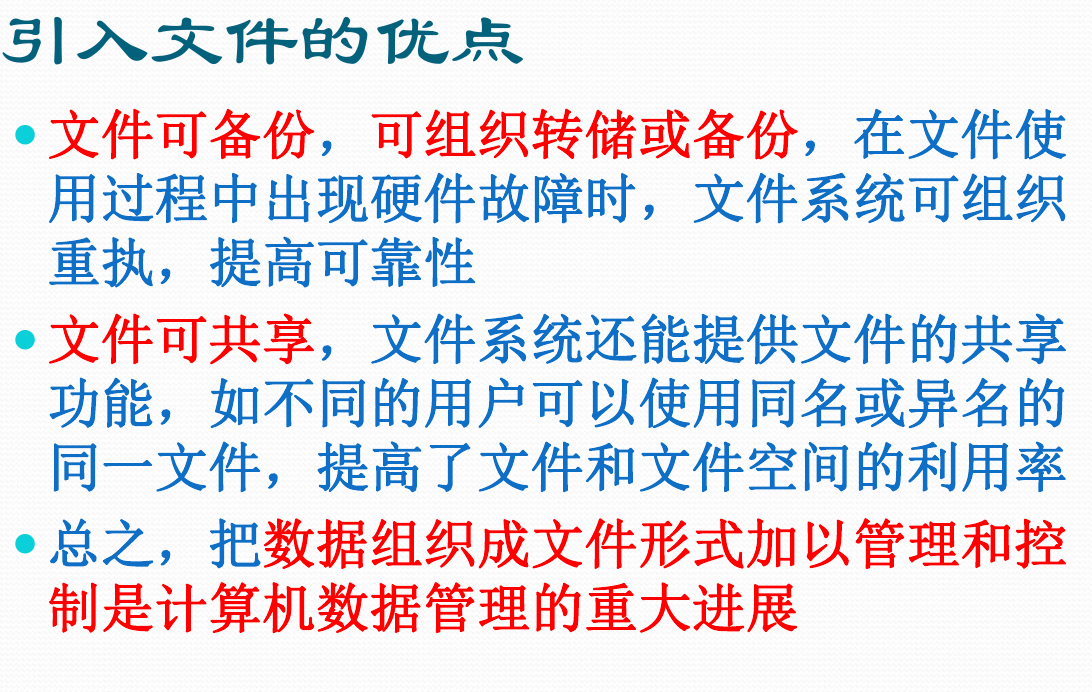 引入文件的优点
文件可备份，可组织转储或备份，在文件使
用过程中出现硬件故障时，文件系统可组织
重执，提高可靠性
文件可共享，文件系统还能提供文件的共享
功能，如不同的用户可以使用同名或异名的
同一文件，提高了文件和文件空间的利用率
总之，把数据组织成文件形式加以管理和控
制是计算机数据管理的重大进展